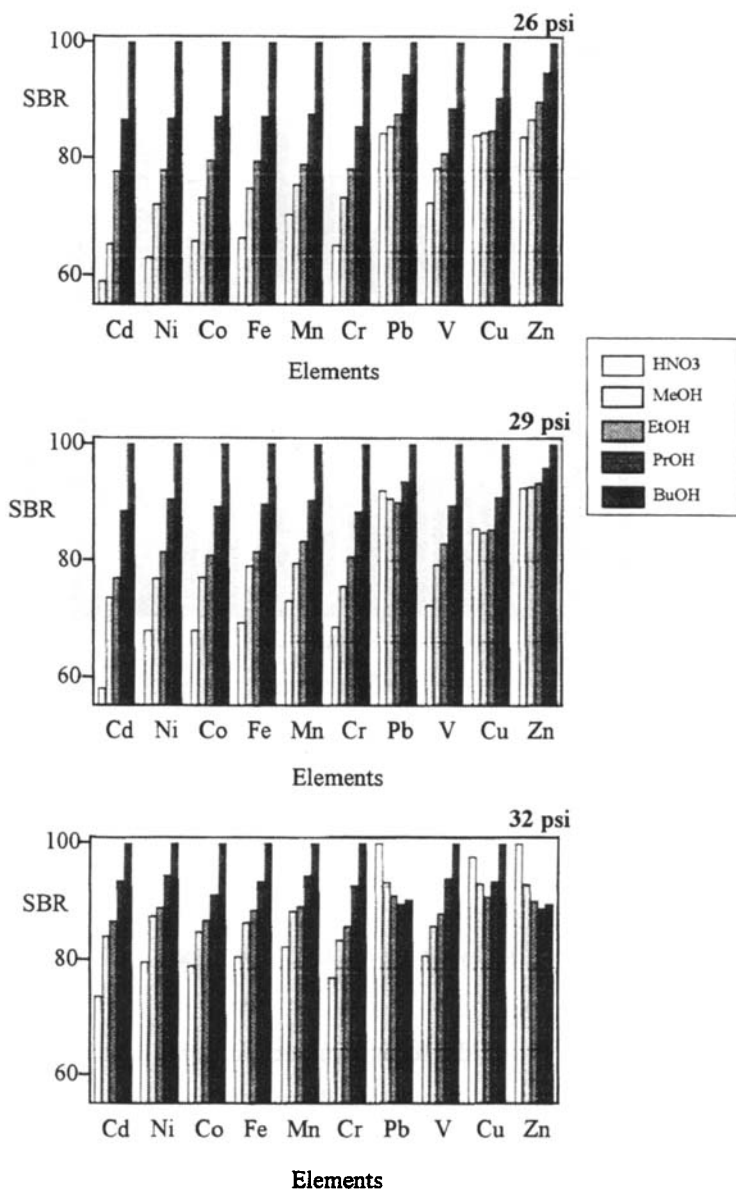 26 psi
100
SBR
80
60
Cd Ni Co Fe Mn Cr Pb V Cu Zn
Elements
HNO3
MeOH
EtOH
PrOH
BuOH
29 psi
100
SBR
80
60
Cd Ni Co Fe Mn Cr Pb V Cu Zn
Elements
32 psi
100
SBR
80
60
Cd Ni Co Fe Mn Cr Pb V Cu Zn
Elements